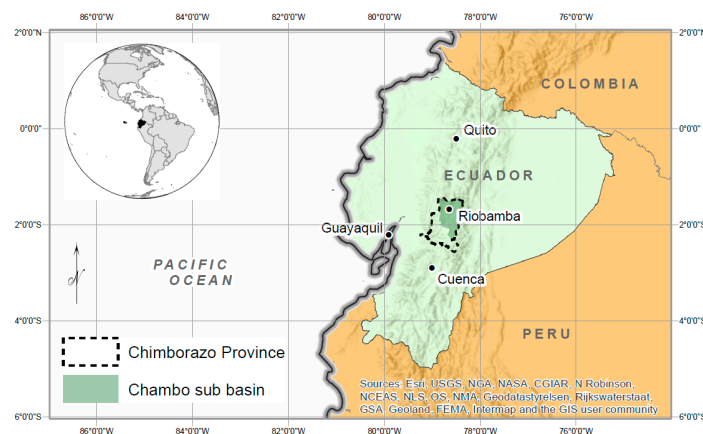 86°0'0"W 84°0'0"W 82°0'0"W 80°0'0"W 78°0'0"W 76°0'0"W
2°0'0"N 2°0'0"N
COLOMBIA
0°0'0" 0°0'0"
Quito
ECUADOR
Riobamba
2°0'0"S 2°0'0"S
Guayaquil
PACIFIC
OCEAN
Cuenca
N
4°0'0"S 4°0'0"S
PERU
Chimborazo Province
Chambo sub basin
Sources: Esri, USGS, NGA, NASA, CGIAR, N Robinson,
NCEAS, NLS, OS, NMA, Geodatastyrelsen, Rijkswaterstaat,
GSA, Geoland, FEMA, Intermap and the GIS user community
6°0'0"S 6°0'0"S
86°0'0"W 84°0'0"W 82°0'0"W 80°0'0"W 78°0'0"W 76°0'0"W